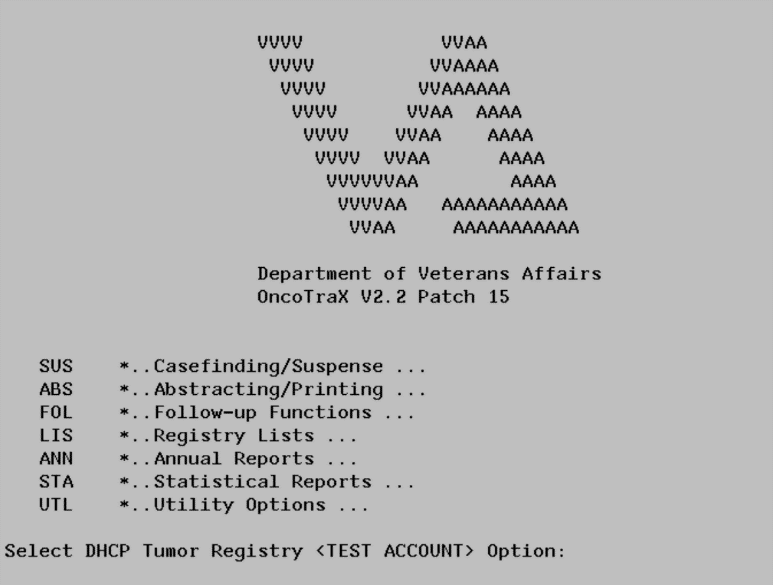 VVVV            VVAA
 VVVV          VVAAAA
  VVVV        VVAAAAAA
   VVVV      VVAA  AAAA
    VVVV    VVAA    AAAA
     VVVV  VVAA      AAAA
      VVVVVVAA        AAAA
       VVVVAA   AAAAAAAAAAA
        VVAA     AAAAAAAAAAA
Department of Veterans Affairs
OncoTraX V2.2 Patch 15
SUS    *..Casefinding/Suspense ...
ABS    *..Abstracting/Printing ...
FOL    *..Follow-up Functions ...
LIS    *..Registry Lists ...
ANN    *..Annual Reports ...
STA    *..Statistical Reports ...
UTL    *..Utility Options ...
Select DHCP Tumor Registry <TEST ACCOUNT> Option: